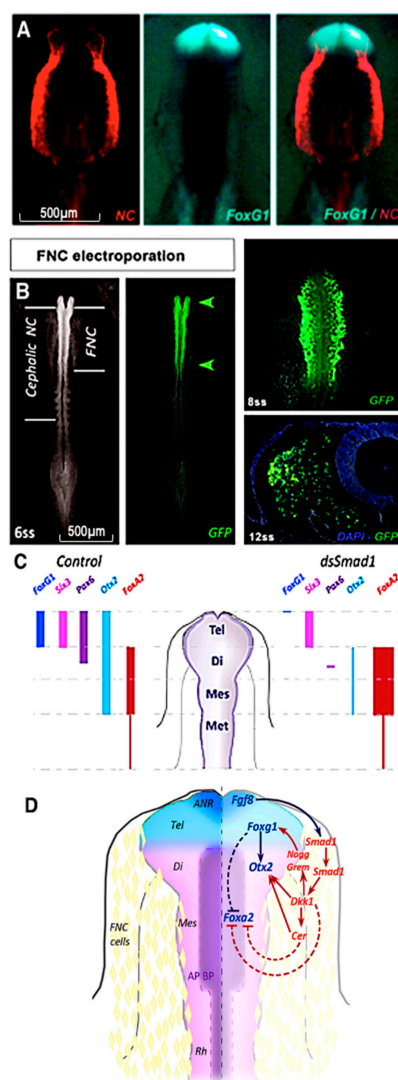 A
500μm
NC
FoxG1
FoxG1 / NC
FNC electroporation
B
Cephalic NC
FNC
6ss
500μm
GFP
8ss
GFP
12ss
DAPI - GFP
C
Control
dsSmad1
FoxG1
Six3
Pax6
Otx2
FoxA2
FoxG1
Six3
Pax6
Otx2
FoxA2
Tel
Di
Mes
Met
D
ANR
Fgf8
Tel
Foxg1
Smad1
Nogg
Grem
Smad1
Di
Otx2
Dkk1
FNC
cells
Mes
Foxa2
Cer
AP BP
Rh